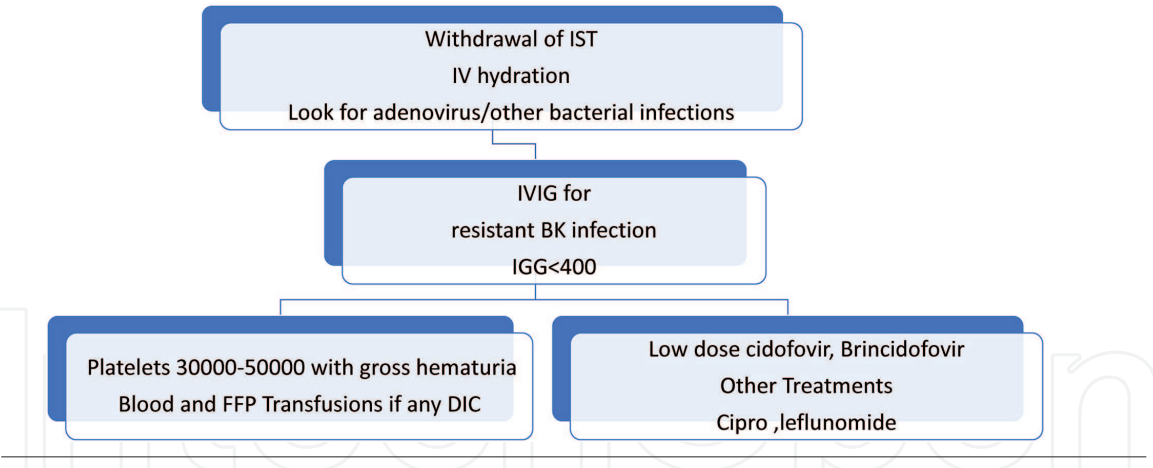 Withdrawal of IST
IV hydration
Look for adenovirus/other bacterial infections
IVIG for
resistant BK infection
IGG<400
Platelets 30000-50000 with gross hematuria
Blood and FFP Transfusions if any DIC
Low dose cidofovir, Brincidofovir
Other Treatments
Cipro ,leflunomide